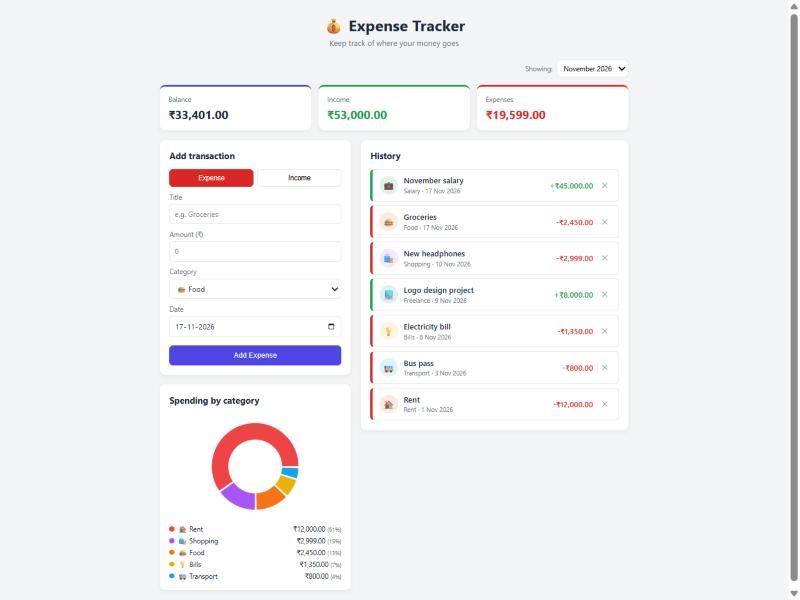 Expense Tracker
Keep track of where your money goes
Showing: November 2026
Balance
₹33,401.00
Income
₹53,000.00
Expenses
₹19,599.00
Add transaction
Expense
Income
Title
e.g. Groceries
Amount (₹)
0
Category
Food
Date
17-11-2026
Add Expense
Spending by category
Rent ₹12,000.00 (61%)
Shopping ₹2,999.00 (15%)
Food ₹2,450.00 (13%)
Bills ₹1,350.00 (7%)
Transport ₹800.00 (4%)
History
November salary
Salary · 17 Nov 2026
+₹45,000.00
Groceries
Food · 17 Nov 2026
-₹2,450.00
New headphones
Shopping · 10 Nov 2026
-₹2,999.00
Logo design project
Freelance · 9 Nov 2026
+₹8,000.00
Electricity bill
Bills · 8 Nov 2026
-₹1,350.00
Bus pass
Transport · 3 Nov 2026
-₹800.00
Rent
Rent · 1 Nov 2026
-₹12,000.00